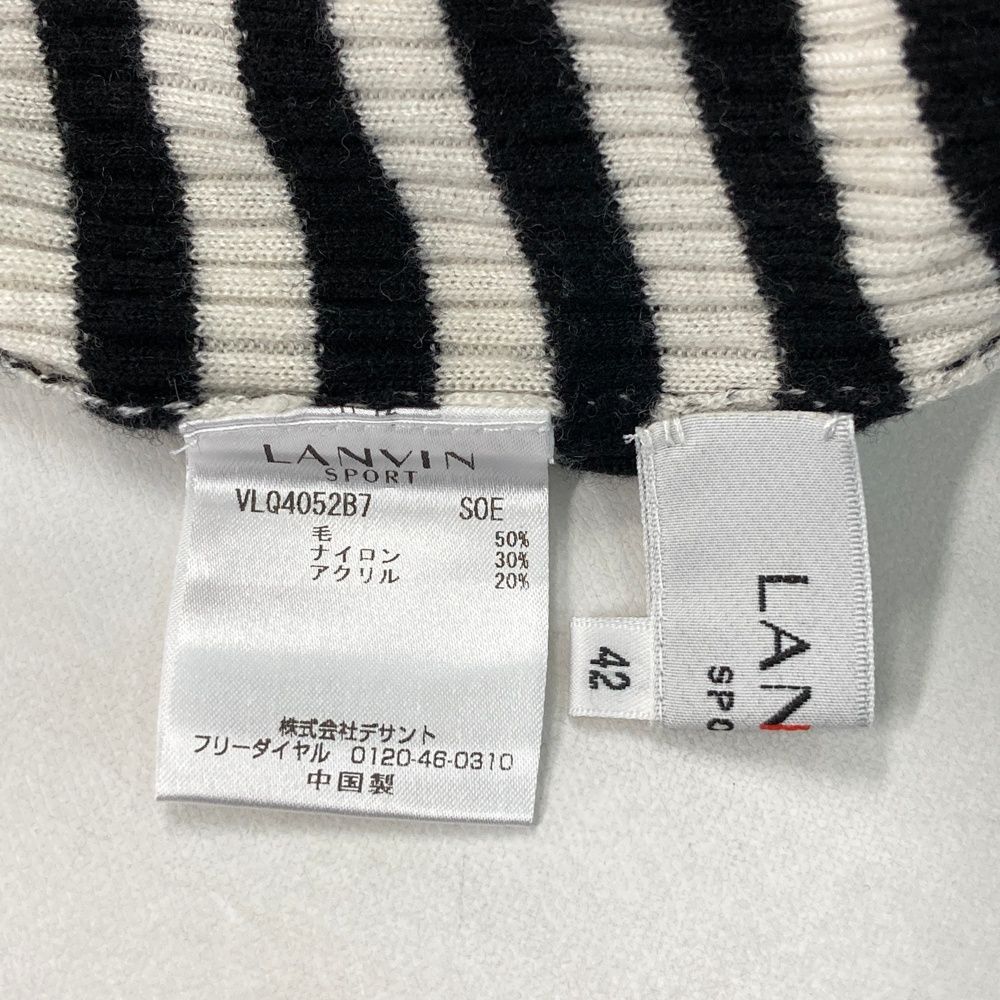 LANVIN
SPORT
VLQ4052B7 SOE
毛 50%
ナイロン 30%
アクリル 20%
株式会社デサント
フリーダイヤル 0120-46-0310
中国製
42
LAN
SPO